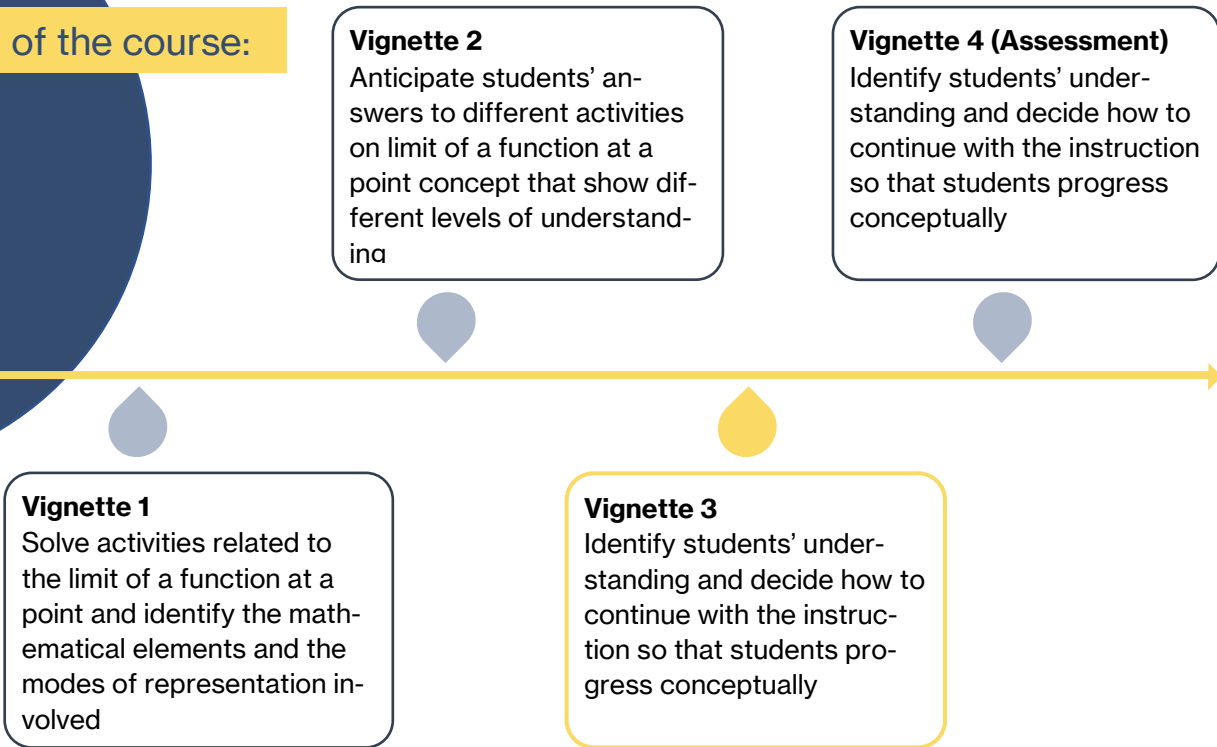 of the course:
Vignette 2
Anticipate students’ an-
swers to different activities
on limit of a function at a
point concept that show dif-
ferent levels of understand-
ing
Vignette 4 (Assessment)
Identify students’ under-
standing and decide how to
continue with the instruction
so that students progress
conceptually
Vignette 1
Solve activities related to
the limit of a function at a
point and identify the math-
ematical elements and the
modes of representation in-
volved
Vignette 3
Identify students’ under-
standing and decide how to
continue with the instruc-
tion so that students pro-
gress conceptually